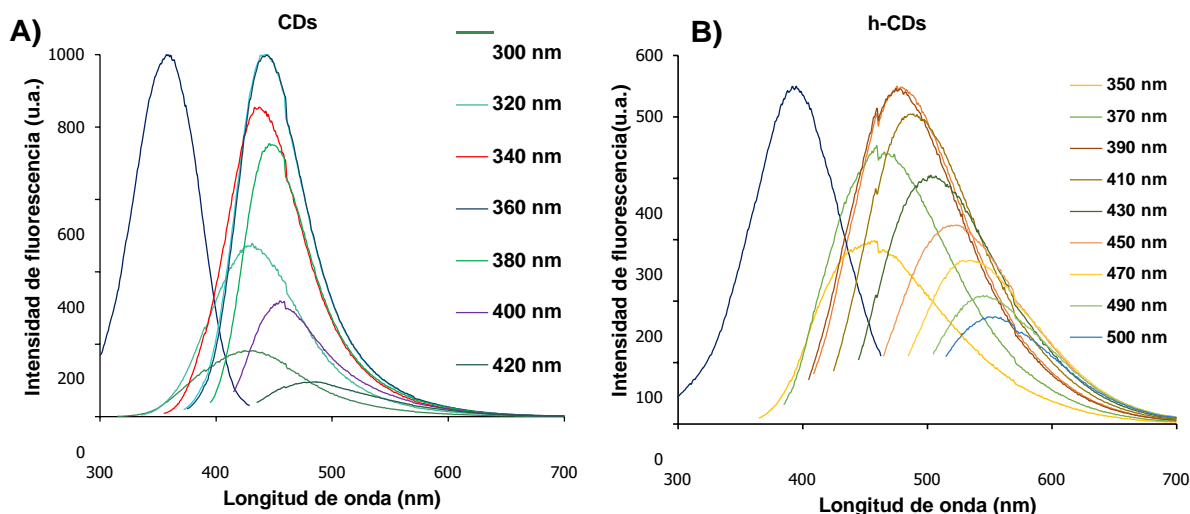 A)
CDs
Intensidad de fluorescencia (u.a.)
1000
800
600
400
200
0
300
400
500
600
700
Longitud de onda (nm)
300 nm
320 nm
340 nm
360 nm
380 nm
400 nm
420 nm
B)
h-CDs
Intensidad de fluorescencia(u.a.)
600
500
400
300
200
100
0
300
400
500
600
700
Longitud de onda (nm)
350 nm
370 nm
390 nm
410 nm
430 nm
450 nm
470 nm
490 nm
500 nm